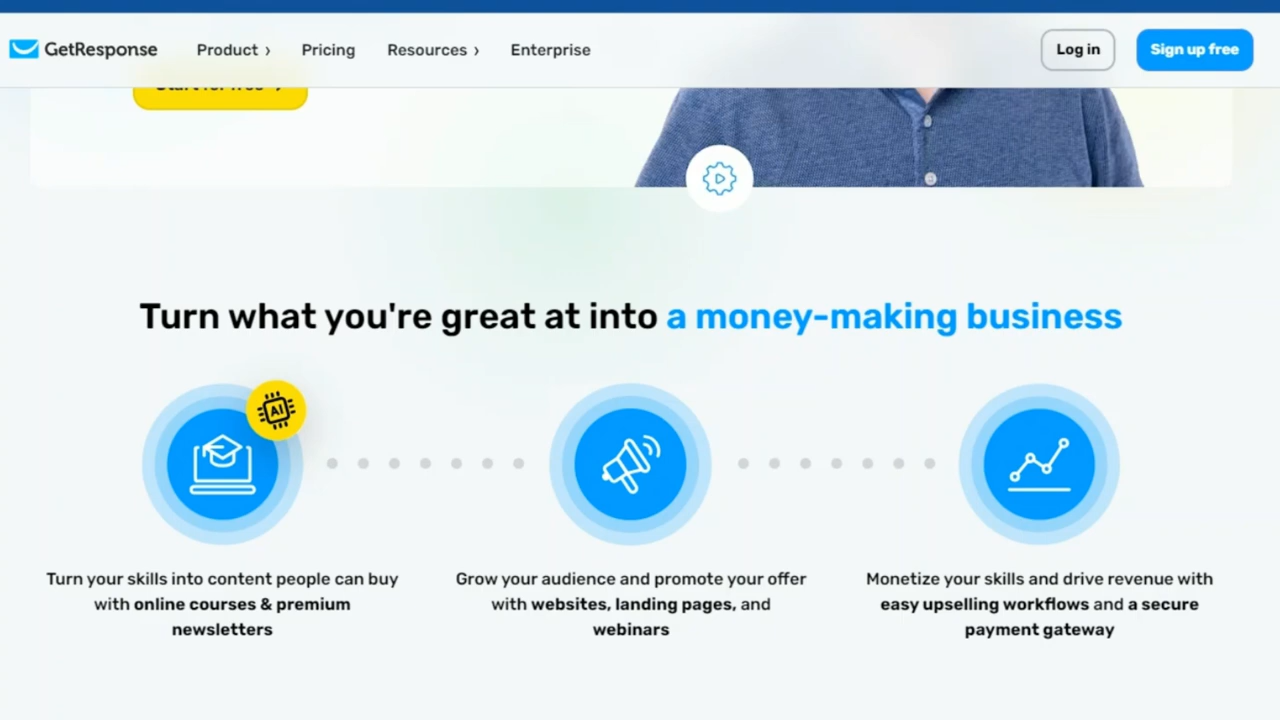 GetResponse
Product ›
Pricing
Resources ›
Enterprise
Log in
Sign up free
Start for free ›
Turn what you're great at into a money-making business
AI
Turn your skills into content people can buy
with online courses & premium
newsletters
Grow your audience and promote your offer
with websites, landing pages, and
webinars
Monetize your skills and drive revenue with
easy upselling workflows and a secure
payment gateway